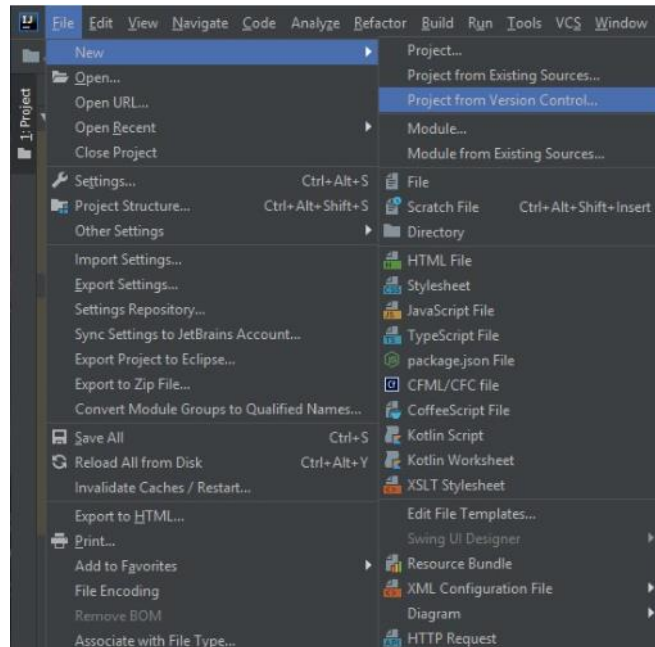 IJ
File Edit View Navigate Code Analyze Refactor Build Run Tools VCS Window
1: Project
New
Open...
Open URL...
Open Recent
Close Project
Settings... Ctrl+Alt+S
Project Structure... Ctrl+Alt+Shift+S
Other Settings
Import Settings...
Export Settings...
Settings Repository...
Sync Settings to JetBrains Account...
Export Project to Eclipse...
Export to Zip File...
Convert Module Groups to Qualified Names...
Save All Ctrl+S
Reload All from Disk Ctrl+Alt+Y
Invalidate Caches / Restart...
Export to HTML...
Print...
Add to Favorites
File Encoding
Remove BOM
Associate with File Type...
Project...
Project from Existing Sources...
Project from Version Control...
Module...
Module from Existing Sources...
File
Scratch File Ctrl+Alt+Shift+Insert
Directory
HTML File
Stylesheet
JavaScript File
TypeScript File
package.json File
CFML/CFC file
CoffeeScript File
Kotlin Script
Kotlin Worksheet
XSLT Stylesheet
Edit File Templates...
Swing UI Designer
Resource Bundle
XML Configuration File
Diagram
HTTP Request